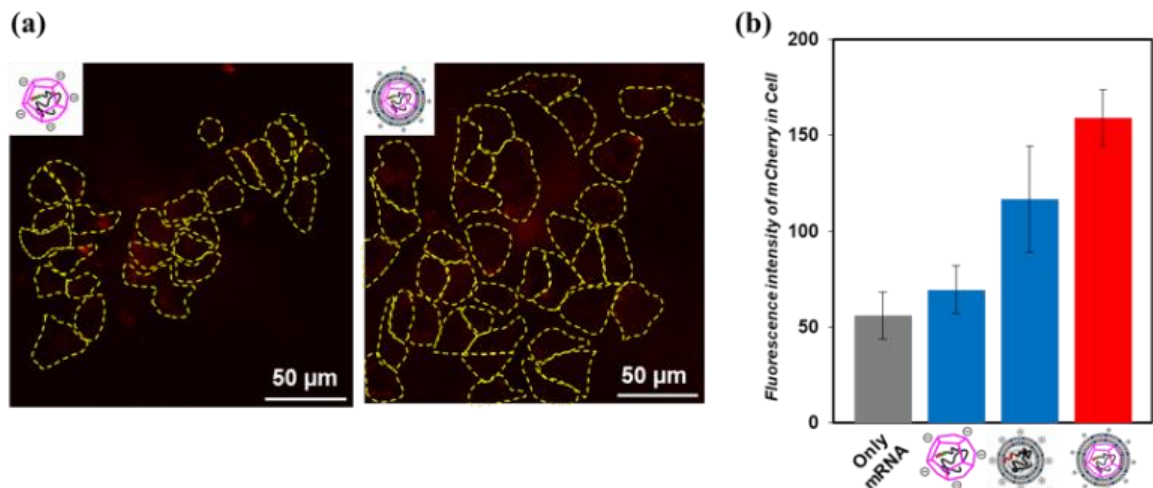 (a)
50 µm
50 µm
(b)
Fluorescence intensity of mCherry in Cell
200
150
100
50
0
Only
mRNA